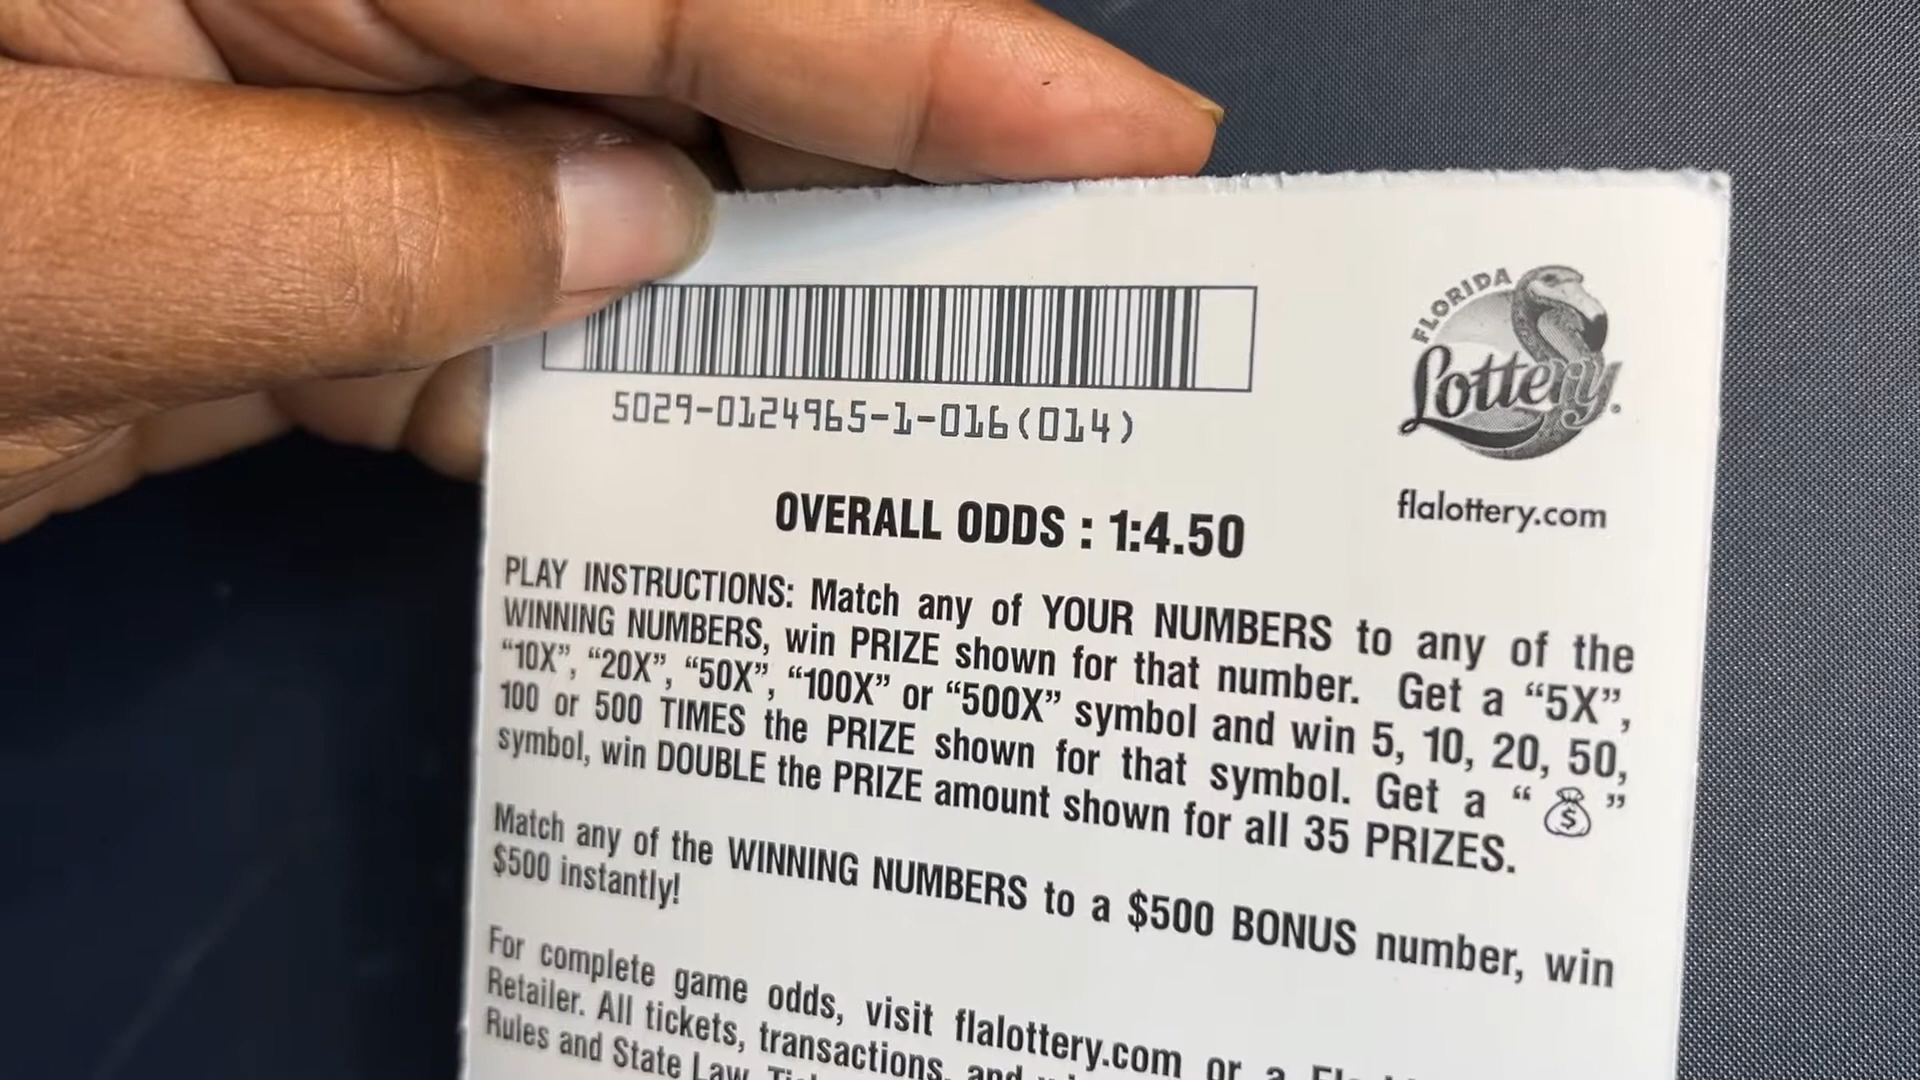 5029-0124965-1-016(014)
FLORIDA
Lottery
flalottery.com
OVERALL ODDS : 1:4.50
PLAY INSTRUCTIONS: Match any of YOUR NUMBERS to any of the
WINNING NUMBERS, win PRIZE shown for that number. Get a “5X”,
“10X”, “20X”, “50X”, “100X” or “500X” symbol and win 5, 10, 20, 50,
100 or 500 TIMES the PRIZE shown for that symbol. Get a “ ”
symbol, win DOUBLE the PRIZE amount shown for all 35 PRIZES.
Match any of the WINNING NUMBERS to a $500 BONUS number, win
$500 instantly!
For complete game odds, visit flalottery.com or a
Retailer. All tickets, transactions, and
Rules and State Law.